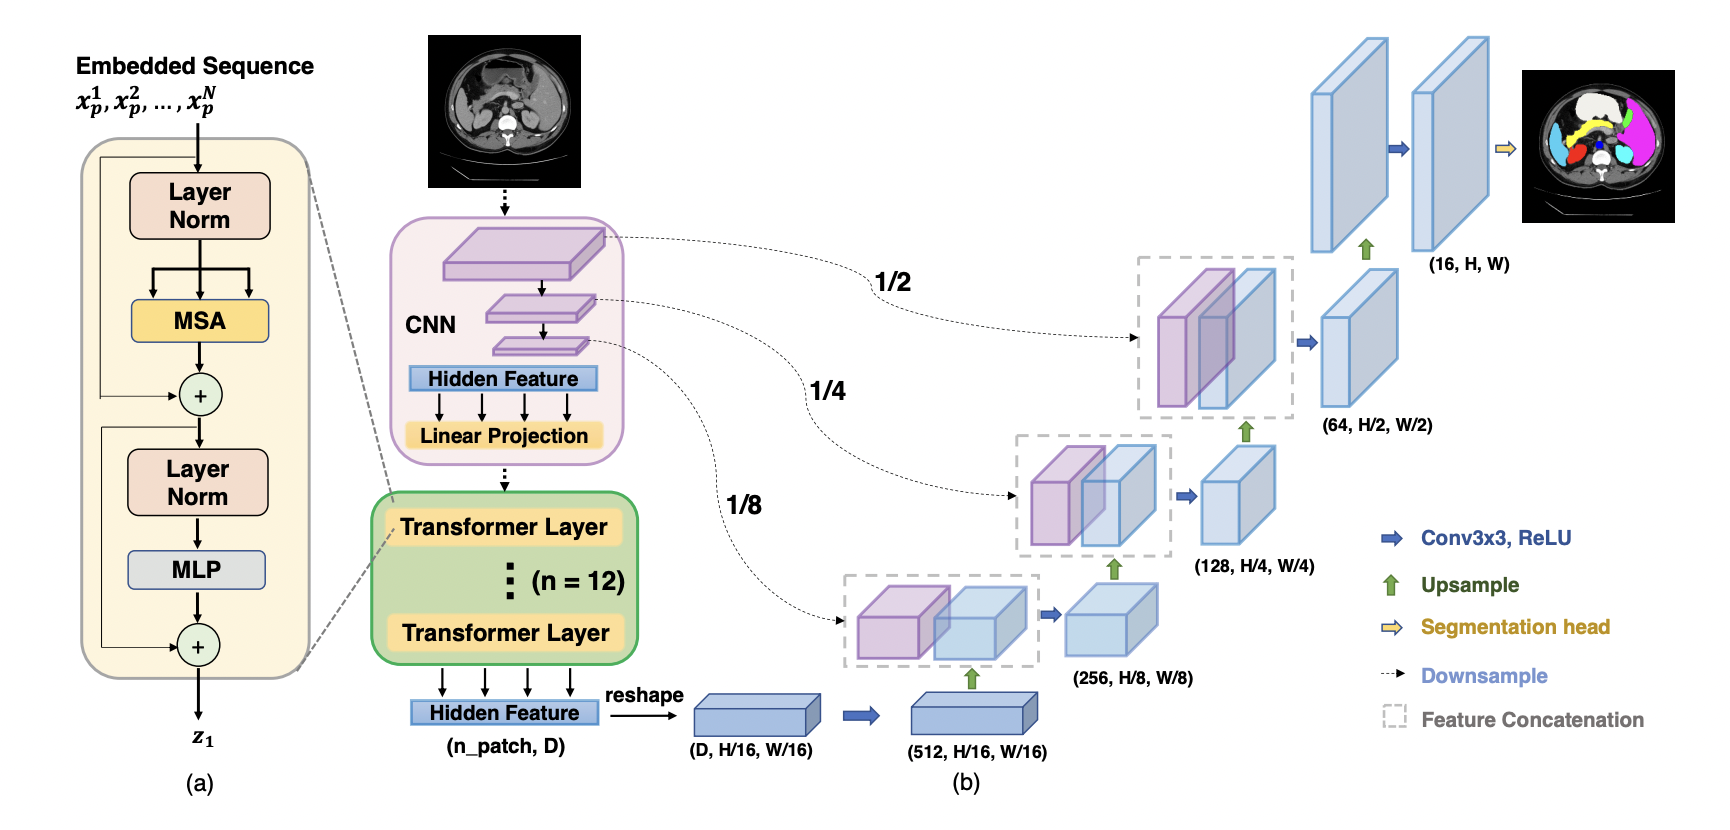 Embedded Sequence
x_p^1, x_p^2, ..., x_p^N
Layer
Norm
MSA
+
Layer
Norm
MLP
+
z_1
(a)
CNN
Hidden Feature
Linear Projection
Transformer Layer
(n = 12)
Transformer Layer
Hidden Feature
(n_patch, D)
reshape
(D, H/16, W/16)
(512, H/16, W/16)
(b)
1/2
1/4
1/8
(256, H/8, W/8)
(128, H/4, W/4)
(64, H/2, W/2)
(16, H, W)
Conv3x3, ReLU
Upsample
Segmentation head
Downsample
Feature Concatenation